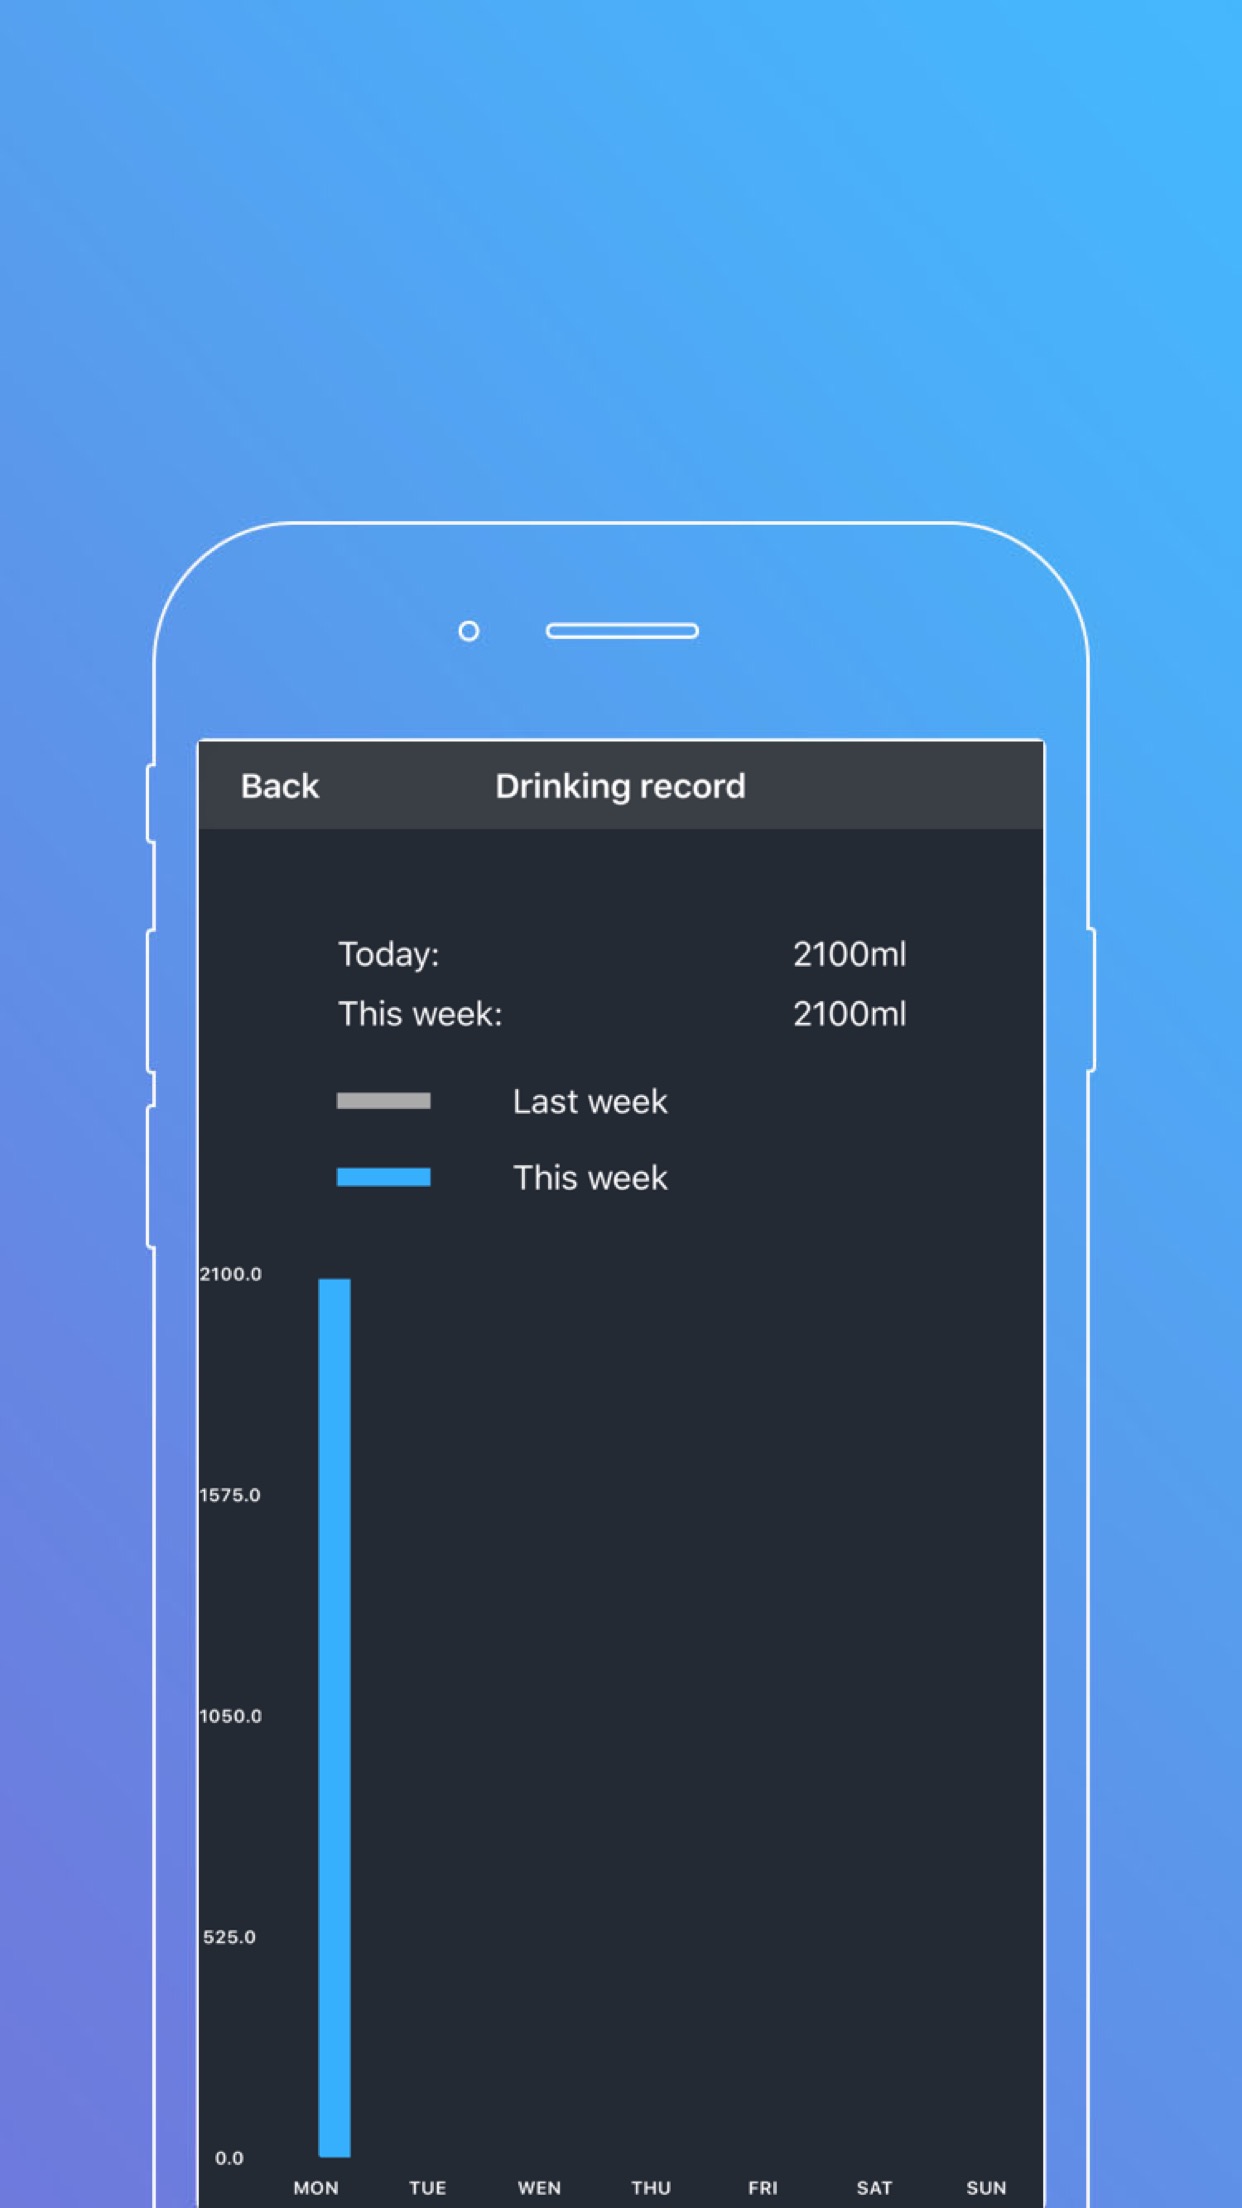 Back Drinking record
Today: 2100ml
This week: 2100ml
Last week
This week
2100.0
1575.0
1050.0
525.0
0.0
MON TUE WEN THU FRI SAT SUN